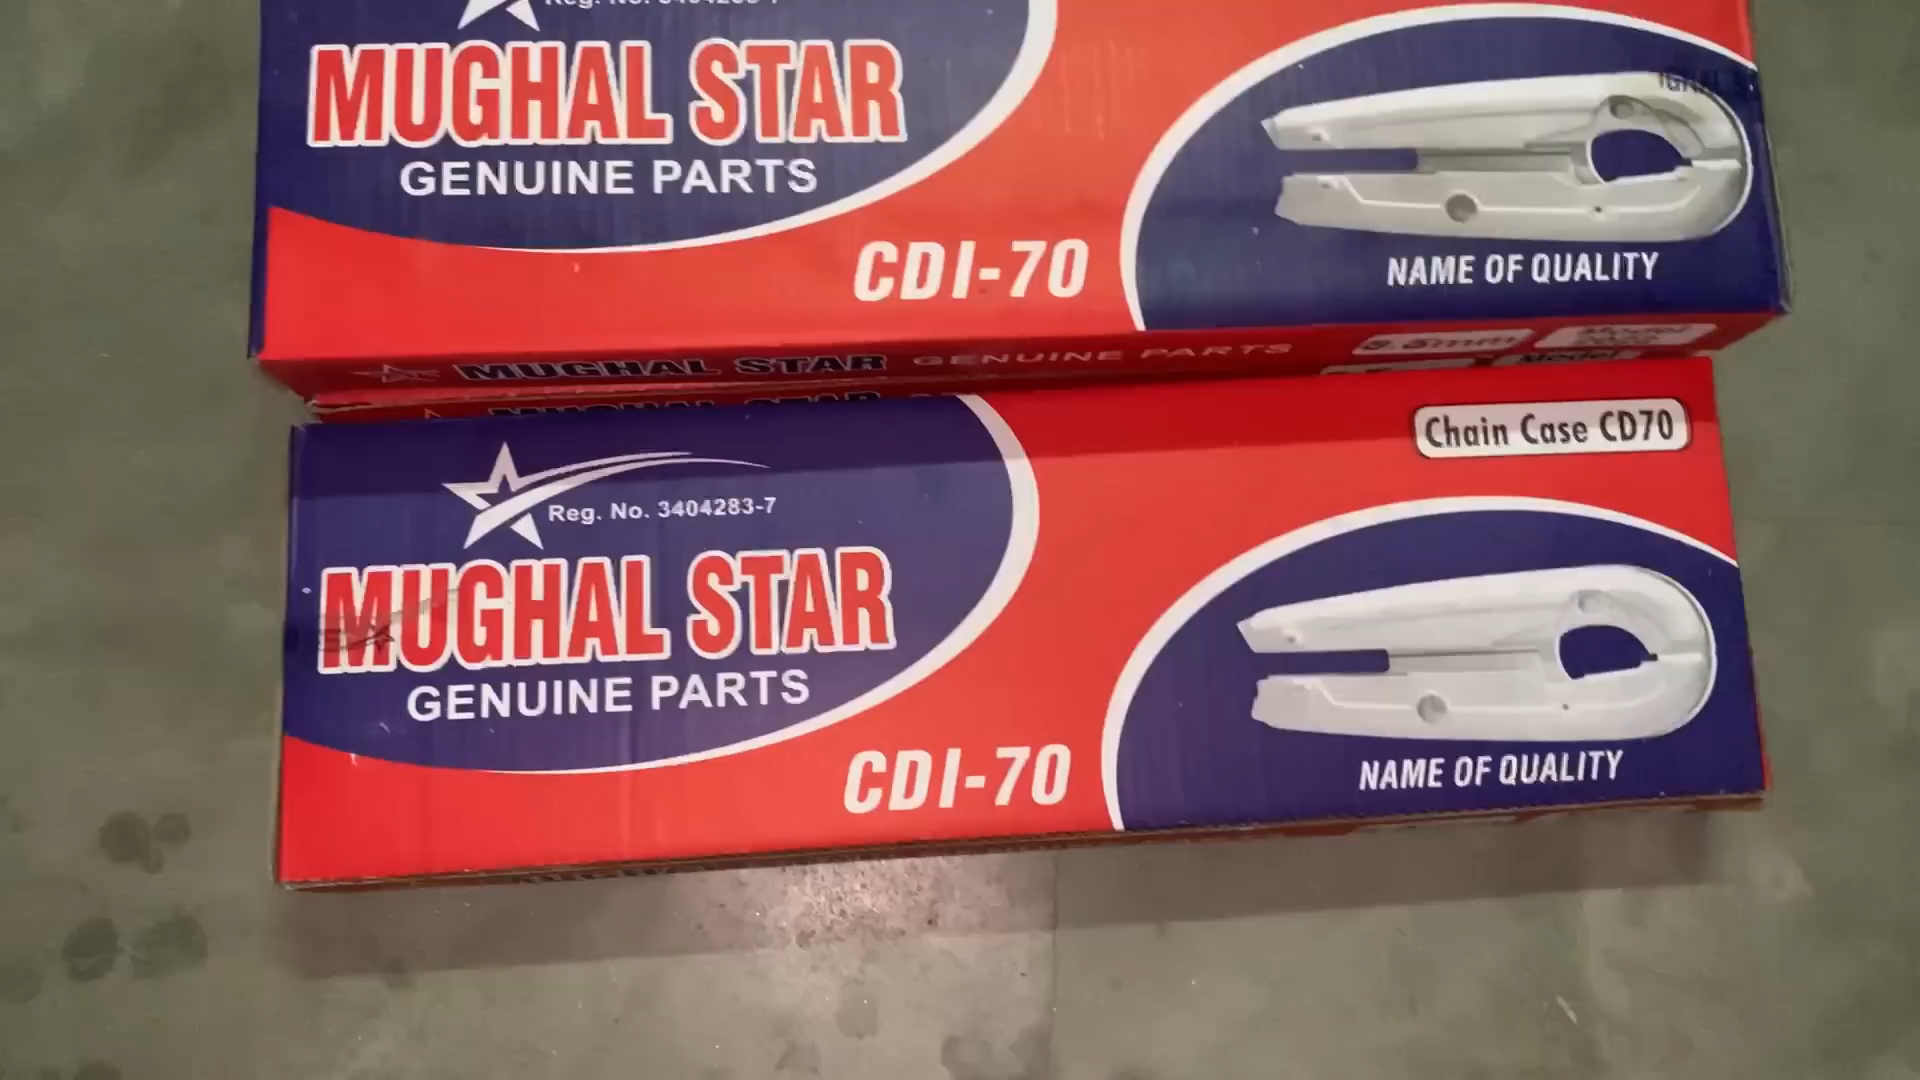 MUGHAL STAR
GENUINE PARTS
CDI-70
NAME OF QUALITY
MUGHAL STAR GENUINE PARTS
Model
Chain Case CD70
Reg. No. 3404283-7
MUGHAL STAR
GENUINE PARTS
CDI-70
NAME OF QUALITY